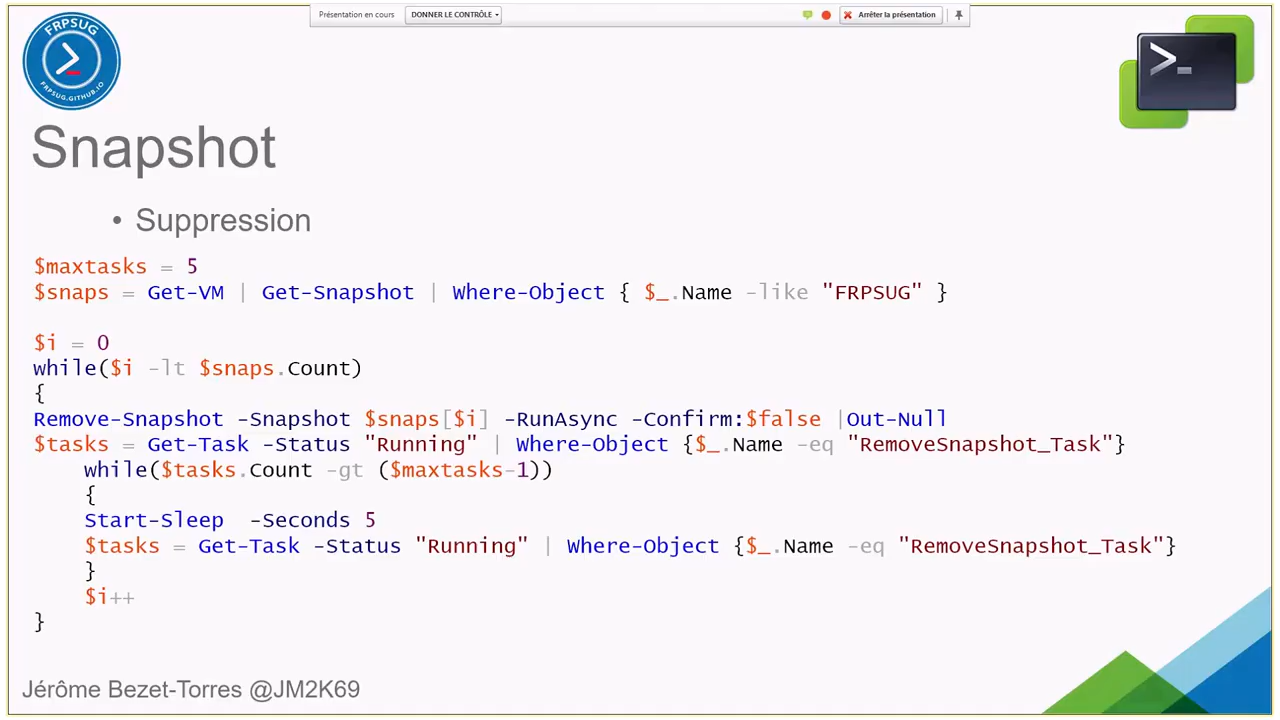 Présentation en cours
DONNER LE CONTRÔLE
Arrêter la présentation
FRPSUG
FRPSUG.GITHUB.IO
Snapshot
• Suppression
$maxtasks = 5
$snaps = Get-VM | Get-Snapshot | Where-Object { $_.Name -like "FRPSUG" }
$i = 0
while($i -lt $snaps.Count)
{
Remove-Snapshot -Snapshot $snaps[$i] -RunAsync -Confirm:$false |Out-Null
$tasks = Get-Task -Status "Running" | Where-Object {$_.Name -eq "RemoveSnapshot_Task"}
while($tasks.Count -gt ($maxtasks-1))
{
Start-Sleep  -Seconds 5
$tasks = Get-Task -Status "Running" | Where-Object {$_.Name -eq "RemoveSnapshot_Task"}
}
$i++
}
Jérôme Bezet-Torres @JM2K69